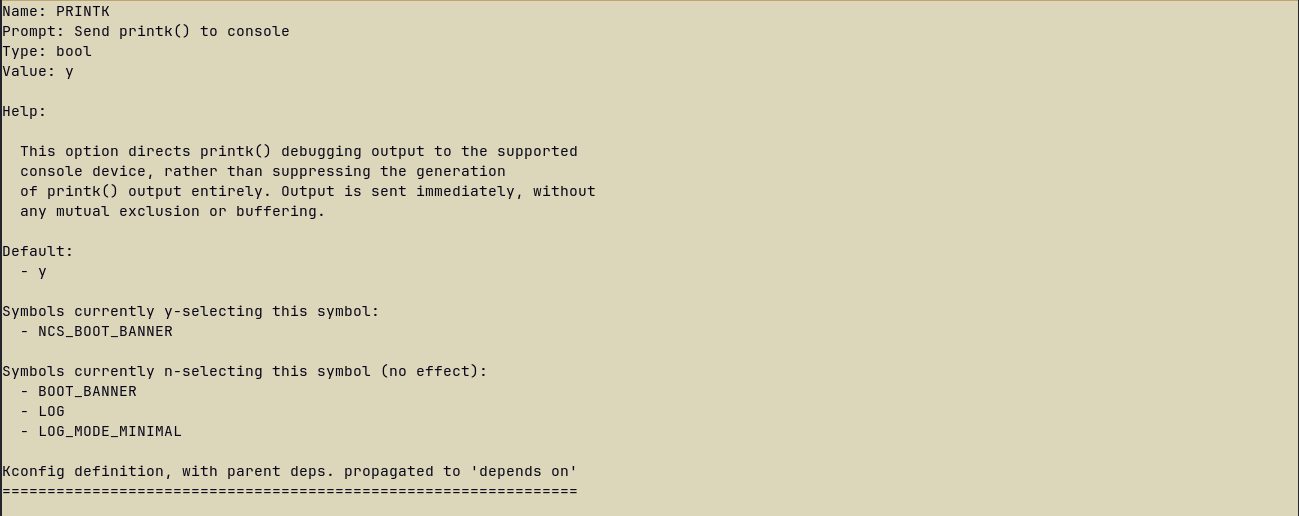 Name: PRINTK
Prompt: Send printk() to console
Type: bool
Value: y
Help:
This option directs printk() debugging output to the supported
console device, rather than suppressing the generation
of printk() output entirely. Output is sent immediately, without
any mutual exclusion or buffering.
Default:
- y
Symbols currently y-selecting this symbol:
- NCS_BOOT_BANNER
Symbols currently n-selecting this symbol (no effect):
- BOOT_BANNER
- LOG
- LOG_MODE_MINIMAL
Kconfig definition, with parent deps. propagated to 'depends on'
================================================================